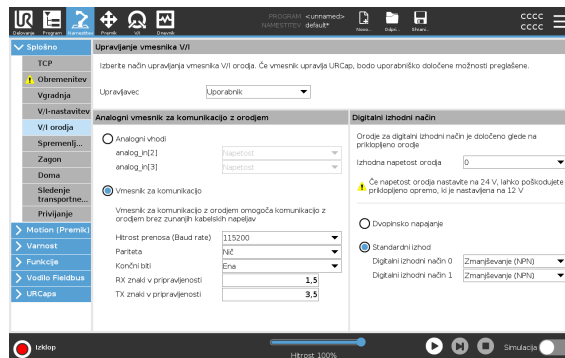 PROGRAM <unnamed>
NAMESTITEV default*
Delovanje Program Namestitev Premik V/I Dnevnik Novo... Odpri... Shrani...
CCCC
CCCC
Splošno
TCP
Obremenitev
Vgradnja
V/I-nastavitev
V/I orodja
Spremenlj...
Zagon
Doma
Sledenje
transportne...
Privijanje
Motion (Premik)
Varnost
Funkcije
Vodilo Fieldbus
URCaps
Upravljanje vmesnika V/I
Izberite način upravljanja vmesnika V/I orodja. Če vmesnik upravlja URCap, bodo uporabniško določene možnosti preglašene.
Upravljavec Uporabnik
Analogni vmesnik za komunikacijo z orodjem
Analogni vhodi
analog_in[2] Napetost
analog_in[3] Napetost
Vmesnik za komunikacijo
Vmesnik za komunikacijo z orodjem omogoča komunikacijo z
orodjem brez zunanjih kabelskih napeljav
Hitrost prenosa (Baud rate) 115200
Pariteta Nič
Končni biti Ena
RX znaki v pripravljenosti 1,5
TX znaki v pripravljenosti 3,5
Digitalni izhodni način
Orodje za digitalni izhodni način je določeno glede na
priklopljeno orodje
Izhodna napetost orodja 0
Če napetost orodja nastavite na 24 V, lahko poškodujete
priklopljeno opremo, ki je nastavljena na 12 V
Dvopinsko napajanje
Standardni izhod
Digitalni izhodni način 0 Zmanjševanje (NPN)
Digitalni izhodni način 1 Zmanjševanje (NPN)
Izklop
Hitrost 100%
Simulacija